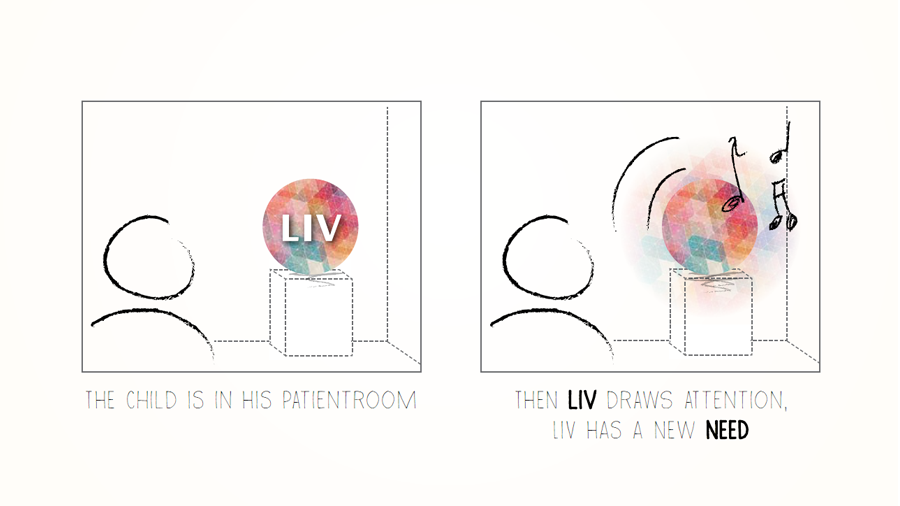 LIV
THE CHILD IS IN HIS PATIENTROOM
THEN LIV DRAWS ATTENTION,
LIV HAS A NEW NEED